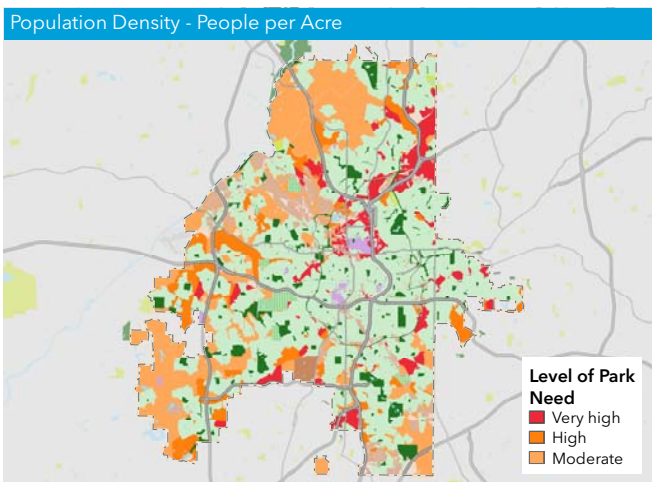 Population Density - People per Acre
Level of Park
Need
Very high
High
Moderate